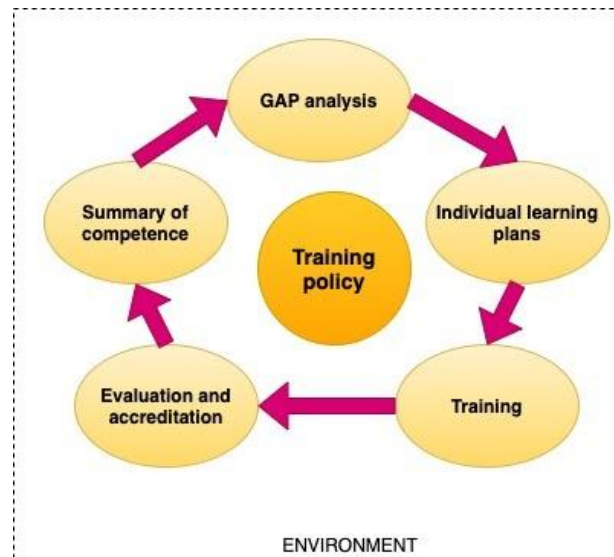 GAP analysis
Individual learning
plans
Training
Evaluation and
accreditation
Summary of
competence
Training
policy
ENVIRONMENT